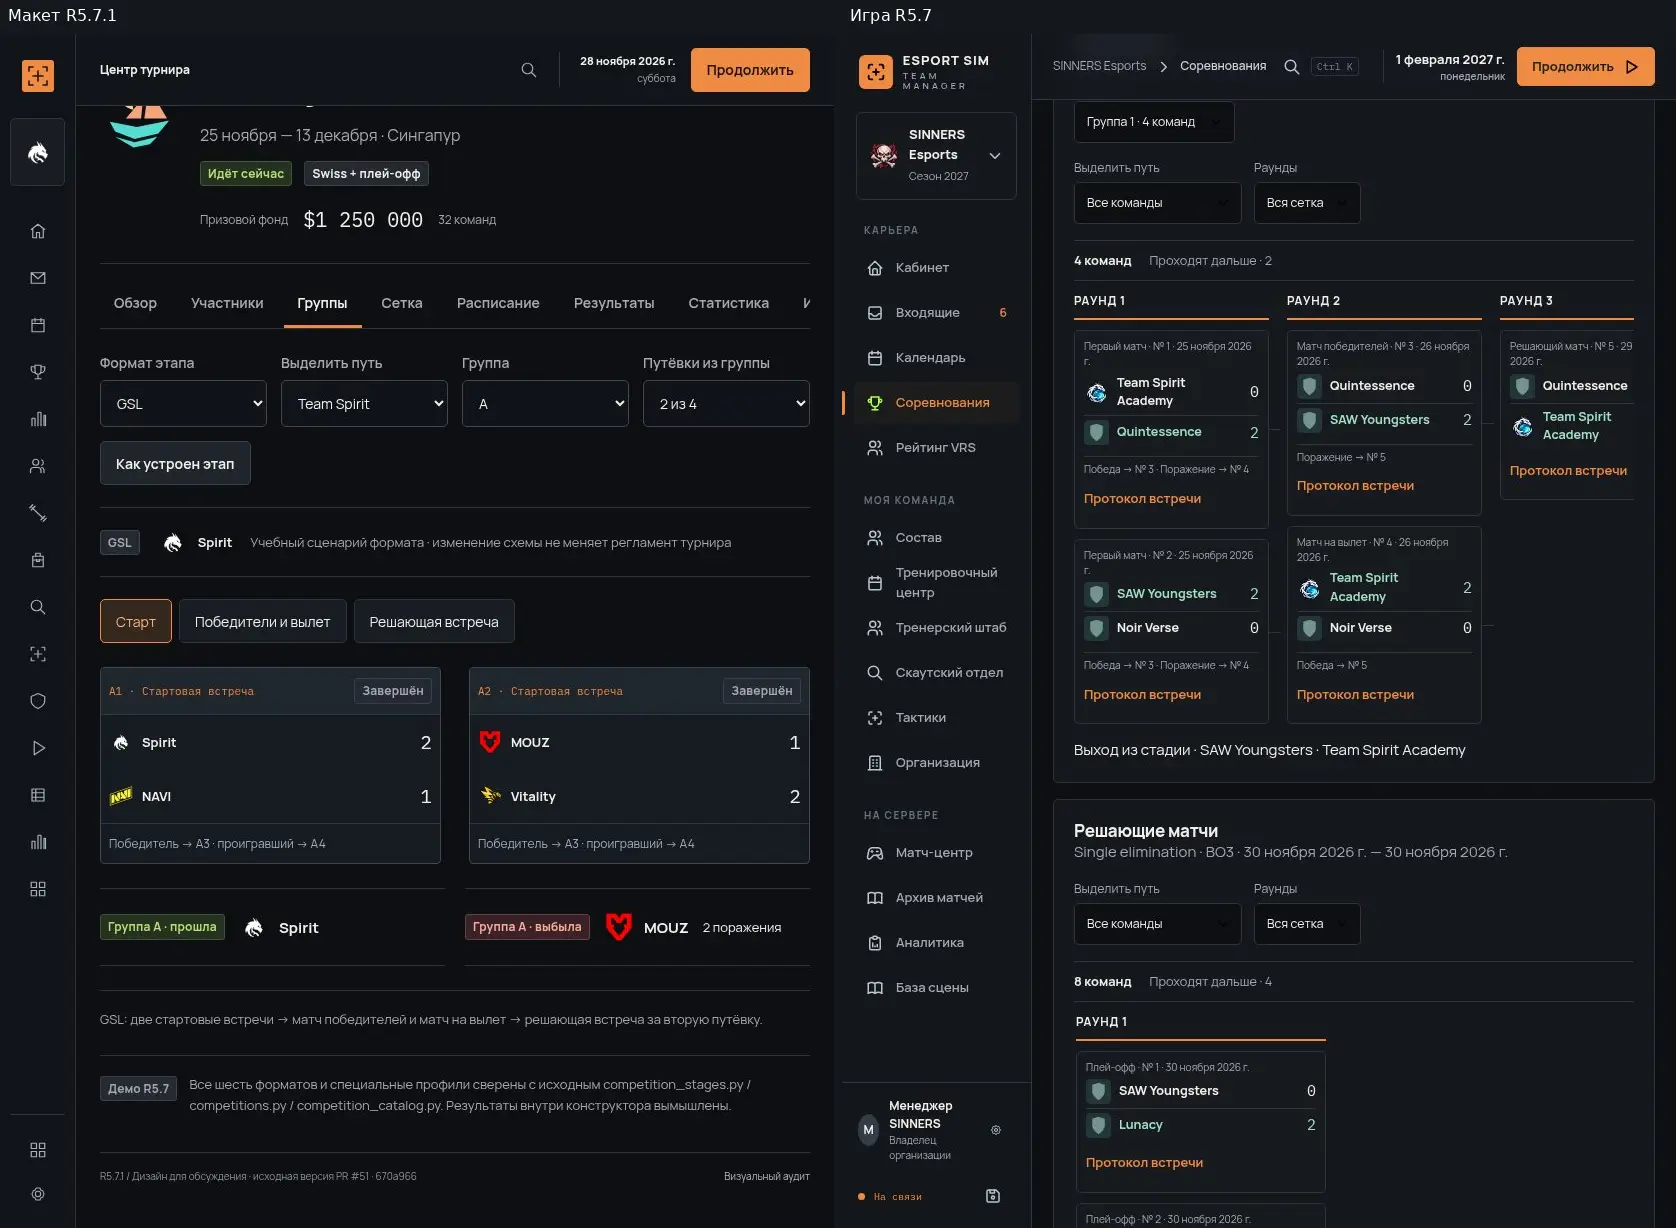 Макет R5.7.1
Центр турнира
28 ноября 2026 г.
суббота
Продолжить
25 ноября — 13 декабря · Сингапур
Идёт сейчас
Swiss + плей-офф
Призовой фонд $1 250 000 32 команд
Обзор Участники Группы Сетка Расписание Результаты Статистика
Формат этапа Выделить путь Группа Путёвки из группы
GSL Team Spirit A 2 из 4
Как устроен этап
GSL Spirit Учебный сценарий формата · изменение схемы не меняет регламент турнира
Старт Победители и вылет Решающая встреча
A1 · Стартовая встреча Завершён
Spirit 2
NAVI 1
Победитель → A3 · проигравший → A4
A2 · Стартовая встреча Завершён
MOUZ 1
Vitality 2
Победитель → A3 · проигравший → A4
Группа A · прошла Spirit
Группа A · выбыла MOUZ 2 поражения
GSL: две стартовые встречи → матч победителей и матч на вылет → решающая встреча за вторую путёвку.
Демо R5.7
Все шесть форматов и специальные профили сверены с исходным competition_stages.py /
competitions.py / competition_catalog.py. Результаты внутри конструктора вымышлены.
R5.7.1 / Дизайн для обсуждения · исходная версия PR #51 · 670a966
Визуальный аудит
Игра R5.7
ESPORT SIM
TEAM
MANAGER
SINNERS
Esports
Сезон 2027
КАРЬЕРА
Кабинет
Входящие 6
Календарь
Соревнования
Рейтинг VRS
МОЯ КОМАНДА
Состав
Тренировочный
центр
Тренерский штаб
Скаутский отдел
Тактики
Организация
НА СЕРВЕРЕ
Матч-центр
Архив матчей
Аналитика
База сцены
M
Менеджер
SINNERS
Владелец
организации
На связи
SINNERS Esports
Соревнования
Ctrl K
1 февраля 2027 г.
понедельник
Продолжить
Группа 1 · 4 команд
Выделить путь Раунды
Все команды Вся сетка
4 команд Проходят дальше · 2
РАУНД 1
Первый матч · № 1 · 25 ноября 2026
г.
Team Spirit
Academy
0
Quintessence 2
Победа → № 3 · Поражение → № 4
Протокол встречи
Первый матч · № 2 · 25 ноября 2026
г.
SAW Youngsters 2
Noir Verse 0
Победа → № 3 · Поражение → № 4
Протокол встречи
РАУНД 2
Матч победителей · № 3 · 26 ноября
2026 г.
Quintessence 0
SAW Youngsters 2
Поражение → № 5
Протокол встречи
Матч на вылет · № 4 · 26 ноября
2026 г.
Team Spirit
Academy
2
Noir Verse 0
Победа → № 5
Протокол встречи
РАУНД 3
Решающий матч · № 5 · 29
2026 г.
Quintessence
Team Spirit
Academy
Протокол встречи
Выход из стадии · SAW Youngsters · Team Spirit Academy
Решающие матчи
Single elimination · BO3 · 30 ноября 2026 г. — 30 ноября 2026 г.
Выделить путь Раунды
Все команды Вся сетка
8 команд Проходят дальше · 4
РАУНД 1
Плей-офф · № 1 · 30 ноября 2026 г.
SAW Youngsters 0
Lunacy 2
Протокол встречи
Плей-офф · № 2 · 30 ноября 2026 г.